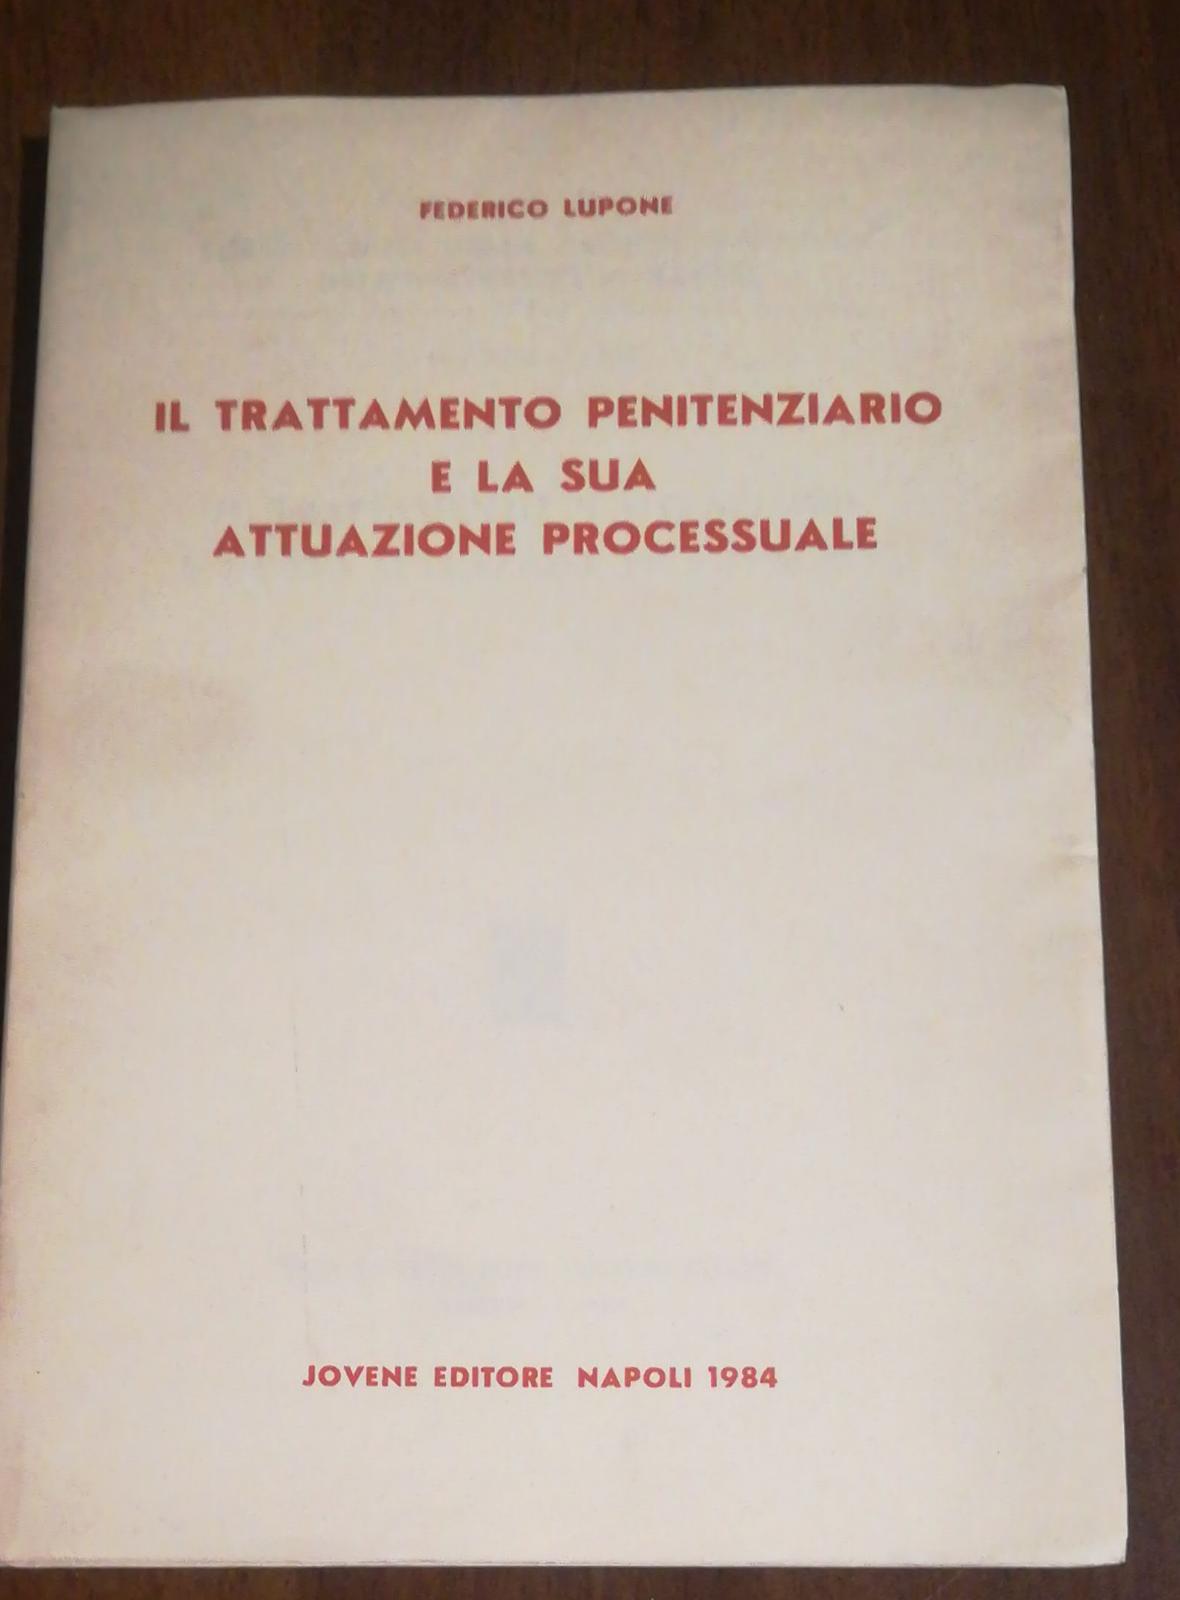 FEDERICO LUPONE
IL TRATTAMENTO PENITENZIARIO
E LA SUA
ATTUAZIONE PROCESSUALE
JOVENE EDITORE NAPOLI 1984